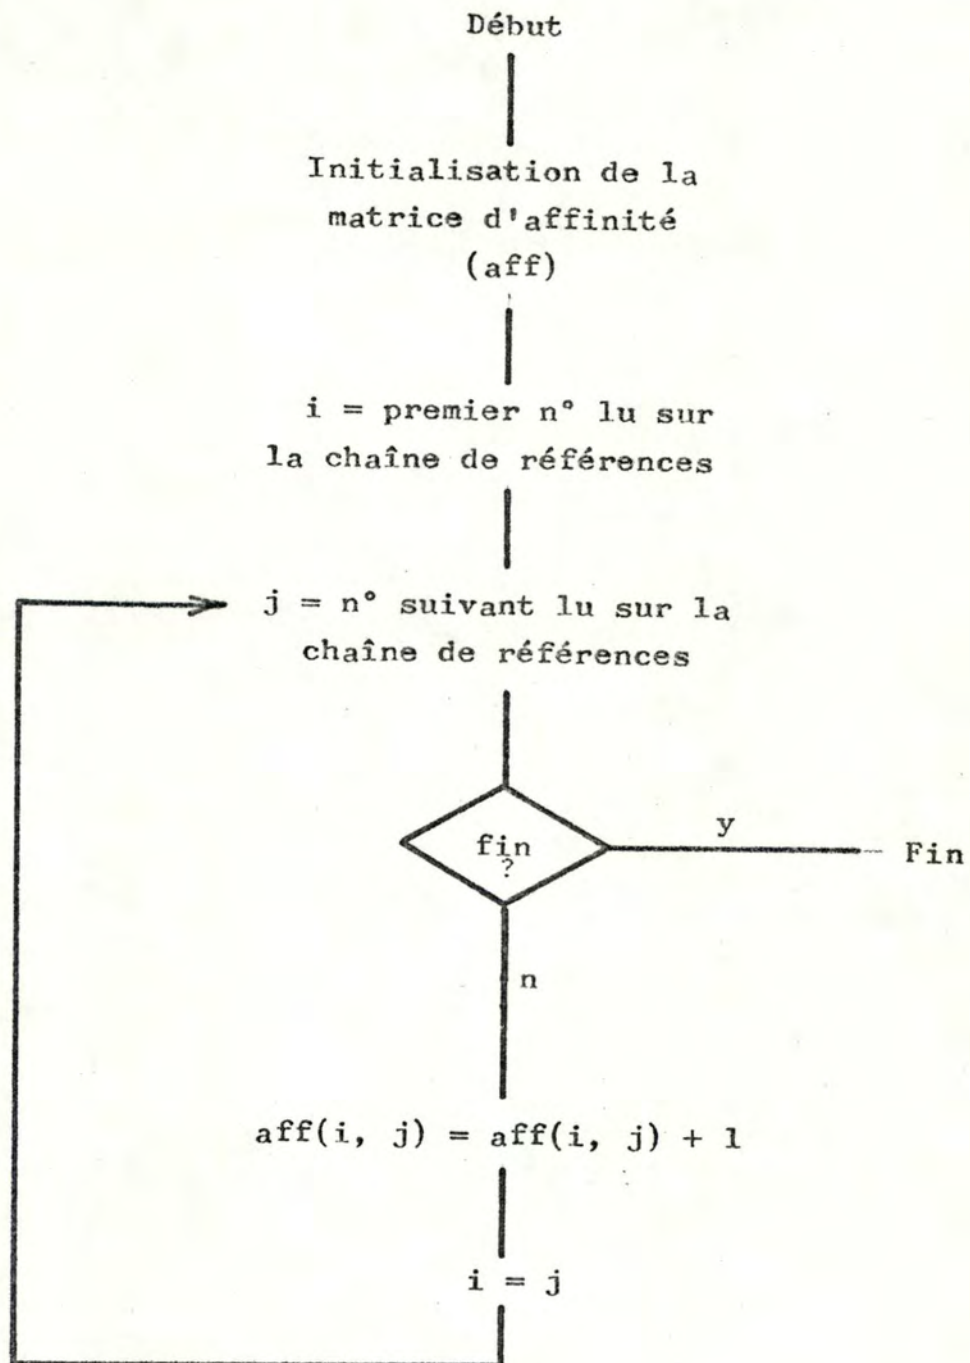 Début
Initialisation de la
matrice d'affinité
(aff)
i = premier n° lu sur
la chaîne de références
j = n° suivant lu sur la
chaîne de références
fin
?
y
Fin
n
aff(i, j) = aff(i, j) + 1
i = j